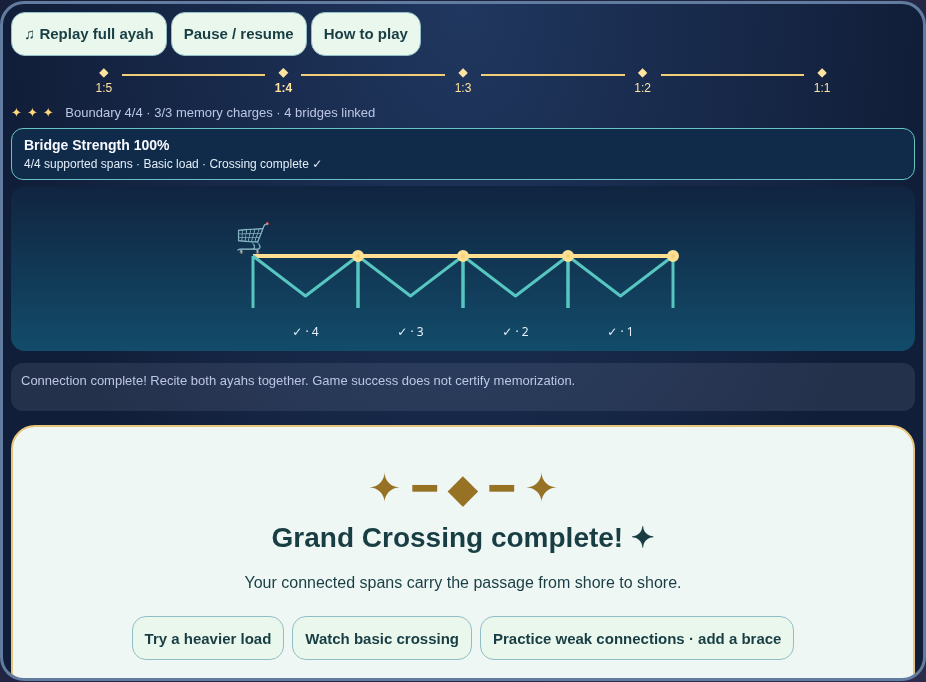 ♫ Replay full ayah Pause / resume How to play
1:5 1:4 1:3 1:2 1:1
Boundary 4/4 · 3/3 memory charges · 4 bridges linked
Bridge Strength 100%
4/4 supported spans · Basic load · Crossing complete ✓
✓ · 4 ✓ · 3 ✓ · 2 ✓ · 1
Connection complete! Recite both ayahs together. Game success does not certify memorization.
Grand Crossing complete! ✦
Your connected spans carry the passage from shore to shore.
Try a heavier load Watch basic crossing Practice weak connections · add a brace